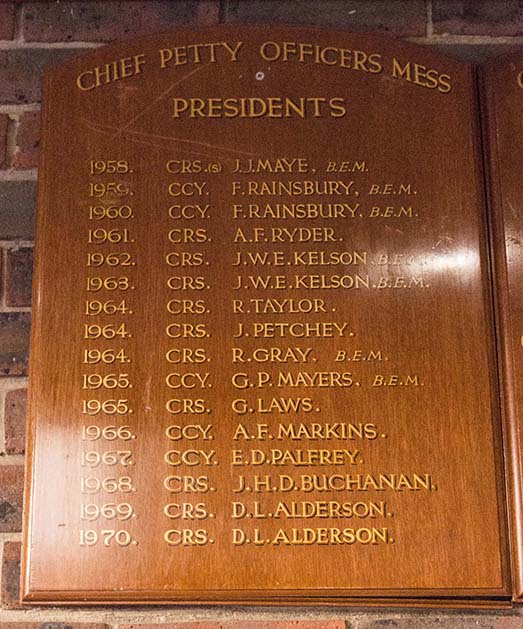 CHIEF PETTY OFFICERS MESS
PRESIDENTS
1958. CRS.(S) J.J.MAYE, B.E.M.
1959. CCY. F.RAINSBURY, B.E.M.
1960. CCY. F.RAINSBURY, B.E.M.
1961. CRS. A.F.RYDER.
1962. CRS. J.W.E.KELSON, B.E.M.
1963. CRS. J.W.E.KELSON, B.E.M.
1964. CRS. R.TAYLOR.
1964. CRS. J.PETCHEY.
1964. CRS. R.GRAY, B.E.M.
1965. CCY. G.P.MAYERS, B.E.M.
1965. CRS. G.LAWS.
1966. CCY. A.F.MARKINS.
1967. CCY. E.D.PALFREY.
1968. CRS. J.H.D.BUCHANAN.
1969. CRS. D.L.ALDERSON.
1970. CRS. D.L.ALDERSON.